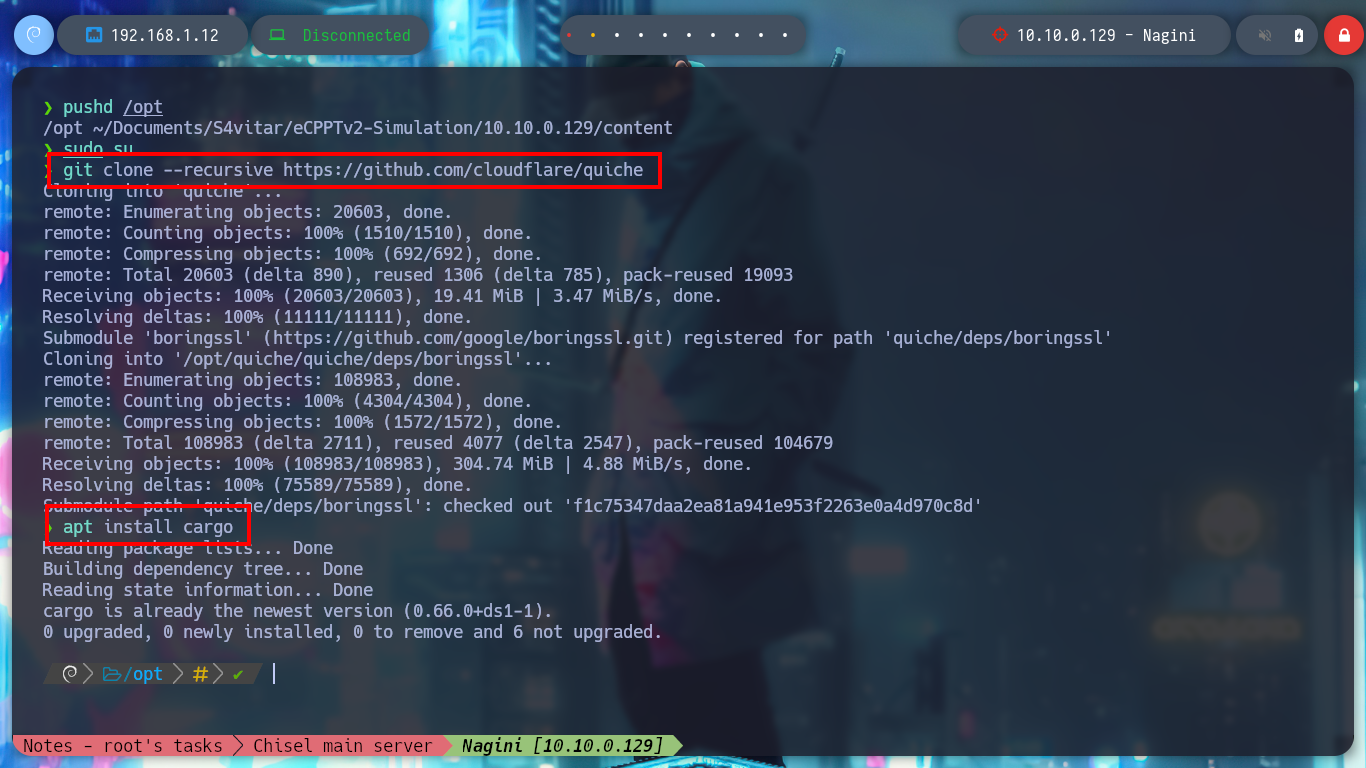 192.168.1.12
Disconnected
10.10.0.129 - Nagini
❯ pushd /opt
/opt ~/Documents/S4vitar/eCPPTv2-Simulation/10.10.0.129/content
❯ sudo su
❯ git clone --recursive https://github.com/cloudflare/quiche
Cloning into 'quiche'...
remote: Enumerating objects: 20603, done.
remote: Counting objects: 100% (1510/1510), done.
remote: Compressing objects: 100% (692/692), done.
remote: Total 20603 (delta 890), reused 1306 (delta 785), pack-reused 19093
Receiving objects: 100% (20603/20603), 19.41 MiB | 3.47 MiB/s, done.
Resolving deltas: 100% (11111/11111), done.
Submodule 'boringssl' (https://github.com/google/boringssl.git) registered for path 'quiche/deps/boringssl'
Cloning into '/opt/quiche/quiche/deps/boringssl'...
remote: Enumerating objects: 108983, done.
remote: Counting objects: 100% (4304/4304), done.
remote: Compressing objects: 100% (1572/1572), done.
remote: Total 108983 (delta 2711), reused 4077 (delta 2547), pack-reused 104679
Receiving objects: 100% (108983/108983), 304.74 MiB | 4.88 MiB/s, done.
Resolving deltas: 100% (75589/75589), done.
Submodule path 'quiche/deps/boringssl': checked out 'f1c75347daa2ea81a941e953f2263e0a4d970c8d'
❯ apt install cargo
Reading package lists... Done
Building dependency tree... Done
Reading state information... Done
cargo is already the newest version (0.66.0+ds1-1).
0 upgraded, 0 newly installed, 0 to remove and 6 not upgraded.
/opt # ✔
Notes - root's tasks
Chisel main server
Nagini [10.10.0.129]